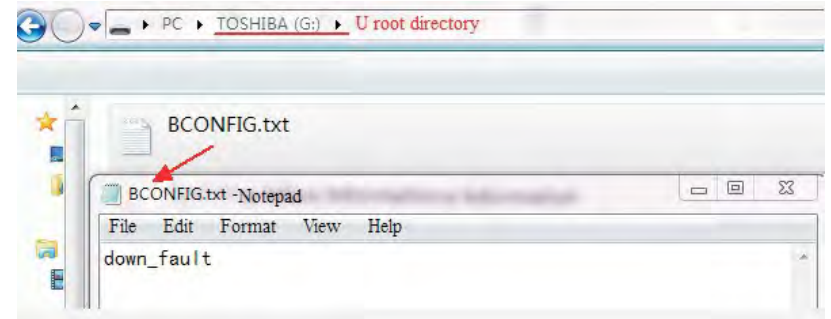 PC TOSHIBA (G:) U root directory
BCONFIG.txt
BCONFIG.txt -Notepad
File Edit Format View Help
down_fault